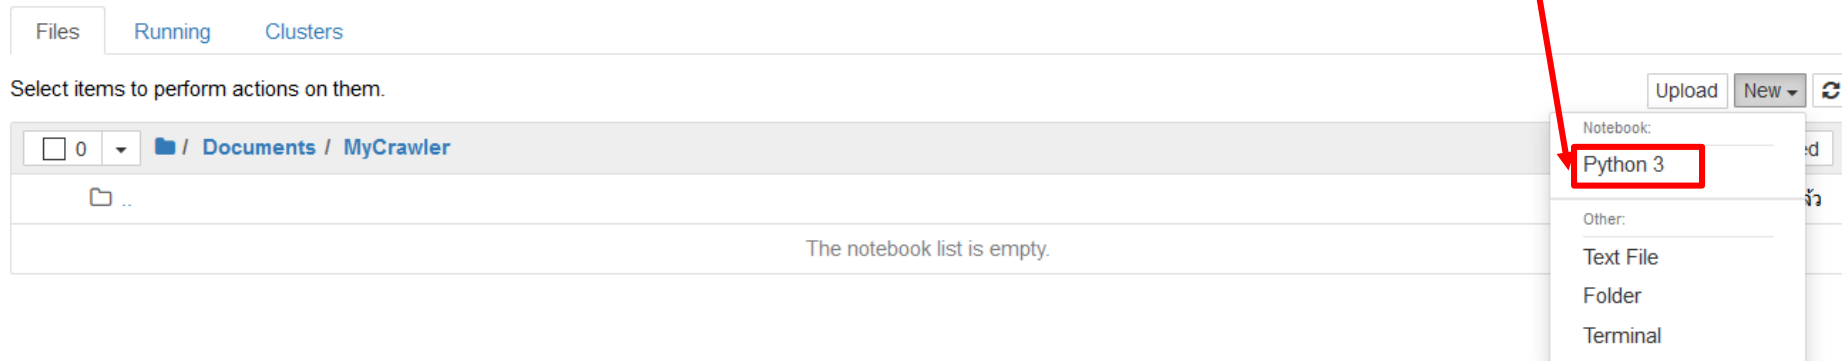 Files Running Clusters
Select items to perform actions on them.
Upload New
0 / Documents / MyCrawler
Notebook:
Python 3
..
Other:
The notebook list is empty.
Text File
Folder
Terminal